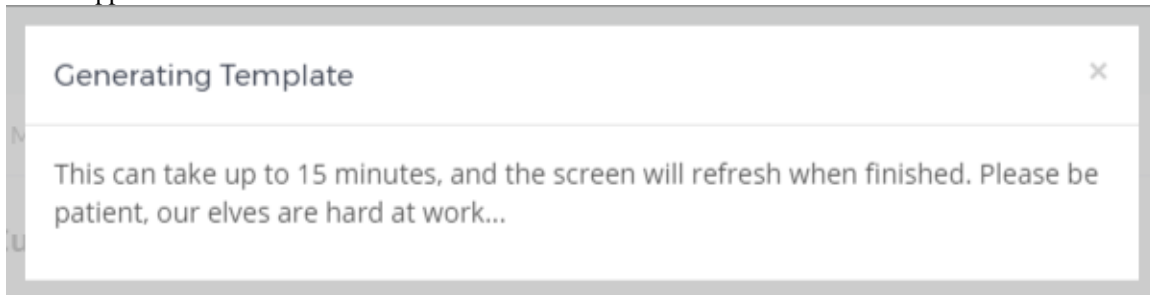 Generating Template ×
This can take up to 15 minutes, and the screen will refresh when finished. Please be
patient, our elves are hard at work...